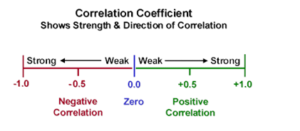 Correlation Coefficient
Shows Strength & Direction of Correlation
Strong Weak Weak Strong
-1.0 -0.5 0.0 +0.5 +1.0
Negative Zero Positive
Correlation Correlation